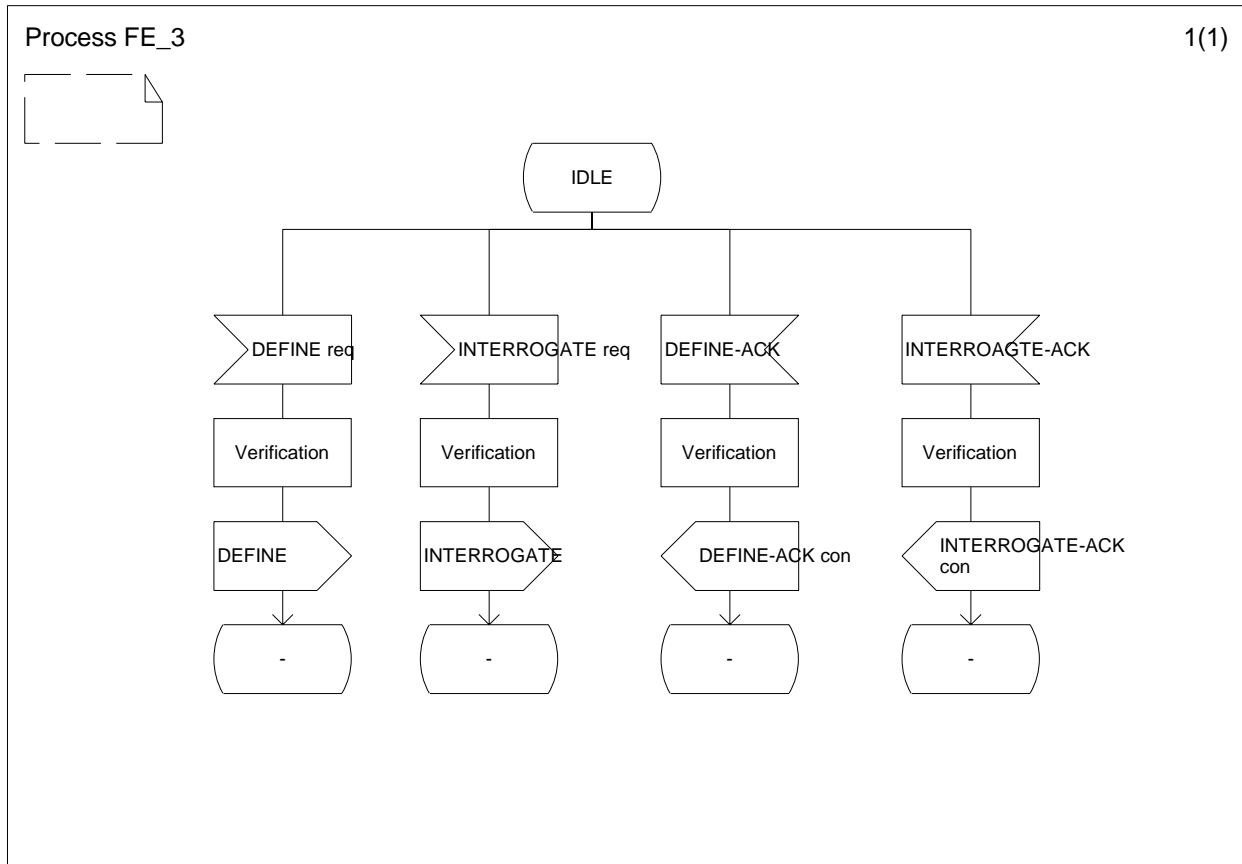 Process FE_3
1(1)
IDLE
DEFINE req
INTERROGATE req
DEFINE-ACK
INTERROAGTE-ACK
Verification
Verification
Verification
Verification
DEFINE
INTERROGATE
DEFINE-ACK con
INTERROGATE-ACK
con
-
-
-
-